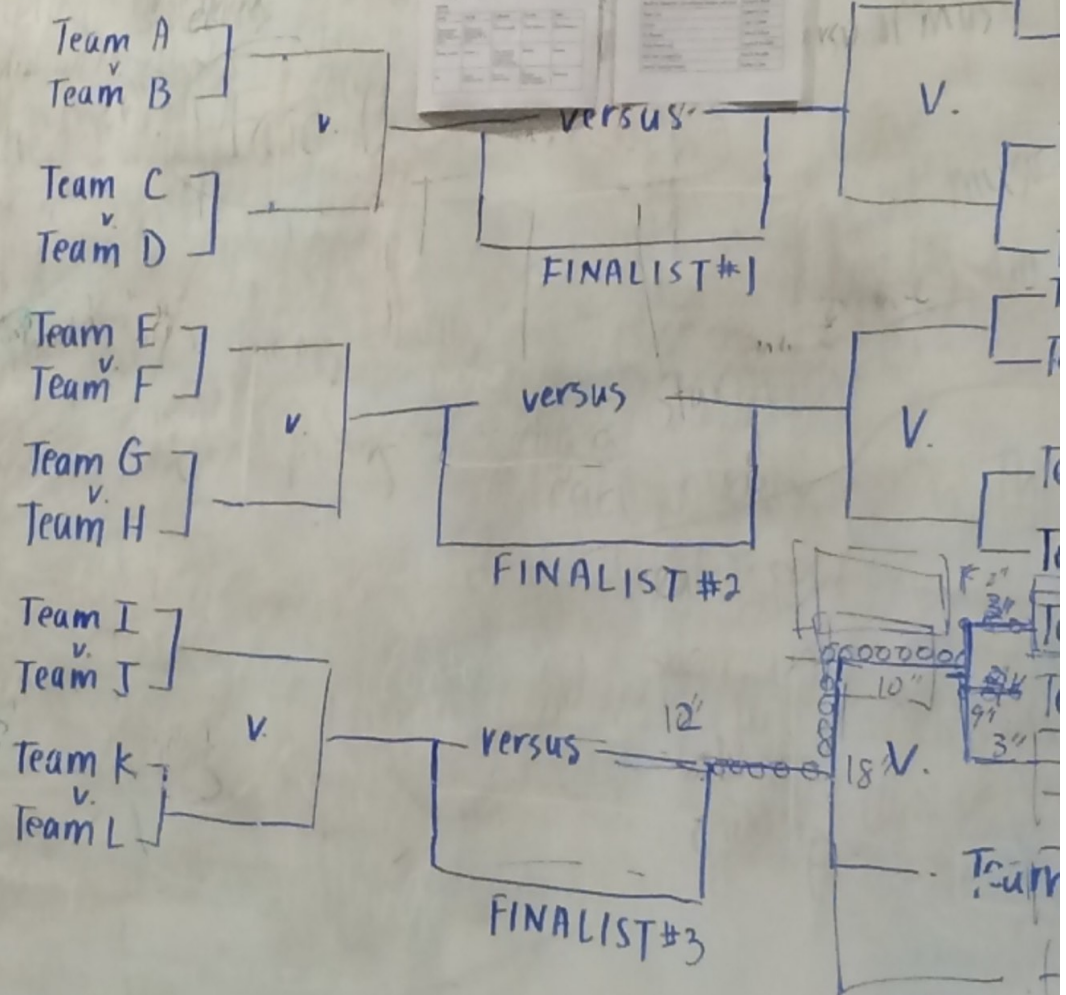 Team A
v
Team B
v.
versus
V.
Team C
v.
Team D
FINALIST #1
Team E
v.
Team F
v.
versus
V.
Team G
v.
Team H
FINALIST #2
Team I
v.
Team J
3"
10"
9"
3"
V.
12"
versus
18"
V.
Team K
v.
Team L
FINALIST #3